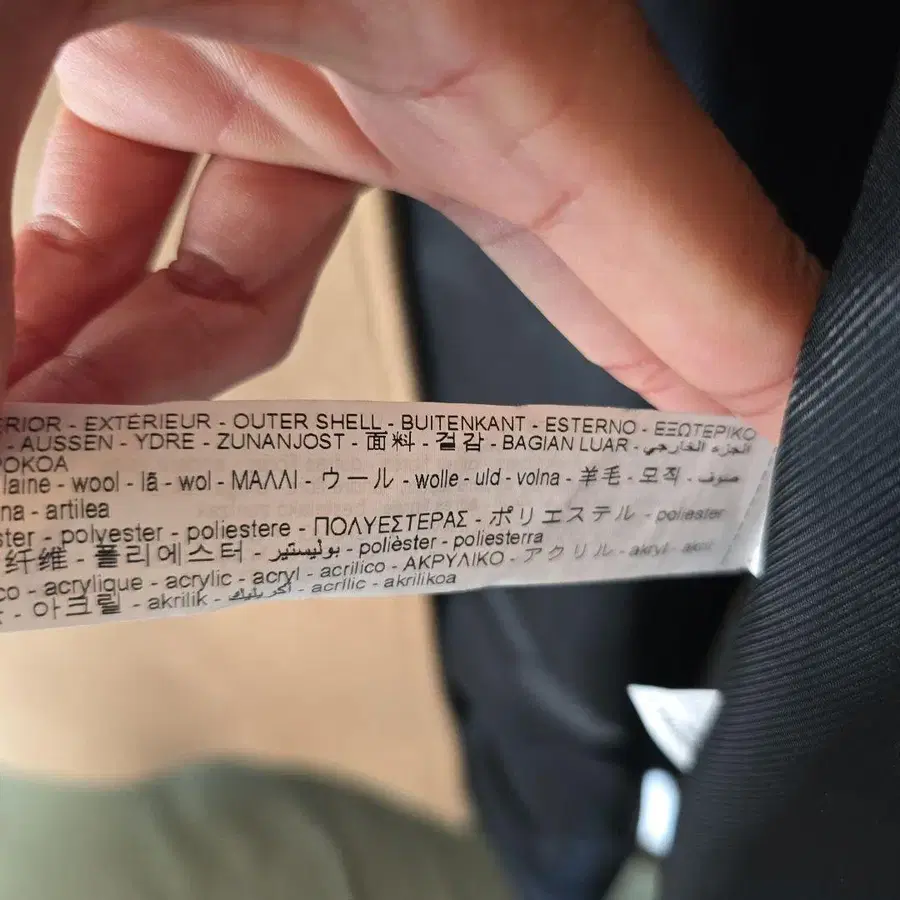 ERIOR - EXTÉRIEUR - OUTER SHELL - BUITENKANT - ESTERNO - ΕΞΩΤΕΡΙΚΟ
- AUSSEN - YDRE - ZUNANJOST - 面料 - 겉감 - BAGIAN LUAR - الجزء الخارجي
POKOA
laine - wool - lã - wol - ΜΑΛΛΙ - ウール - wolle - uld - volna - 羊毛 - 모직 - صوف -
na - artilea
ster - polyester - poliestere - ΠΟΛΥΕΣΤΕΡΑΣ - ポリエステル - poliester
纤维 - 폴리에스터 - بوليستير - polièster - poliesterra
co - acrylique - acrylic - acryl - acrilico - ΑΚΡΥΛΙΚΟ - アクリル - akryl - akril
- 아크릴 - akrilik - أكريليك - acrílic - akrilikoa